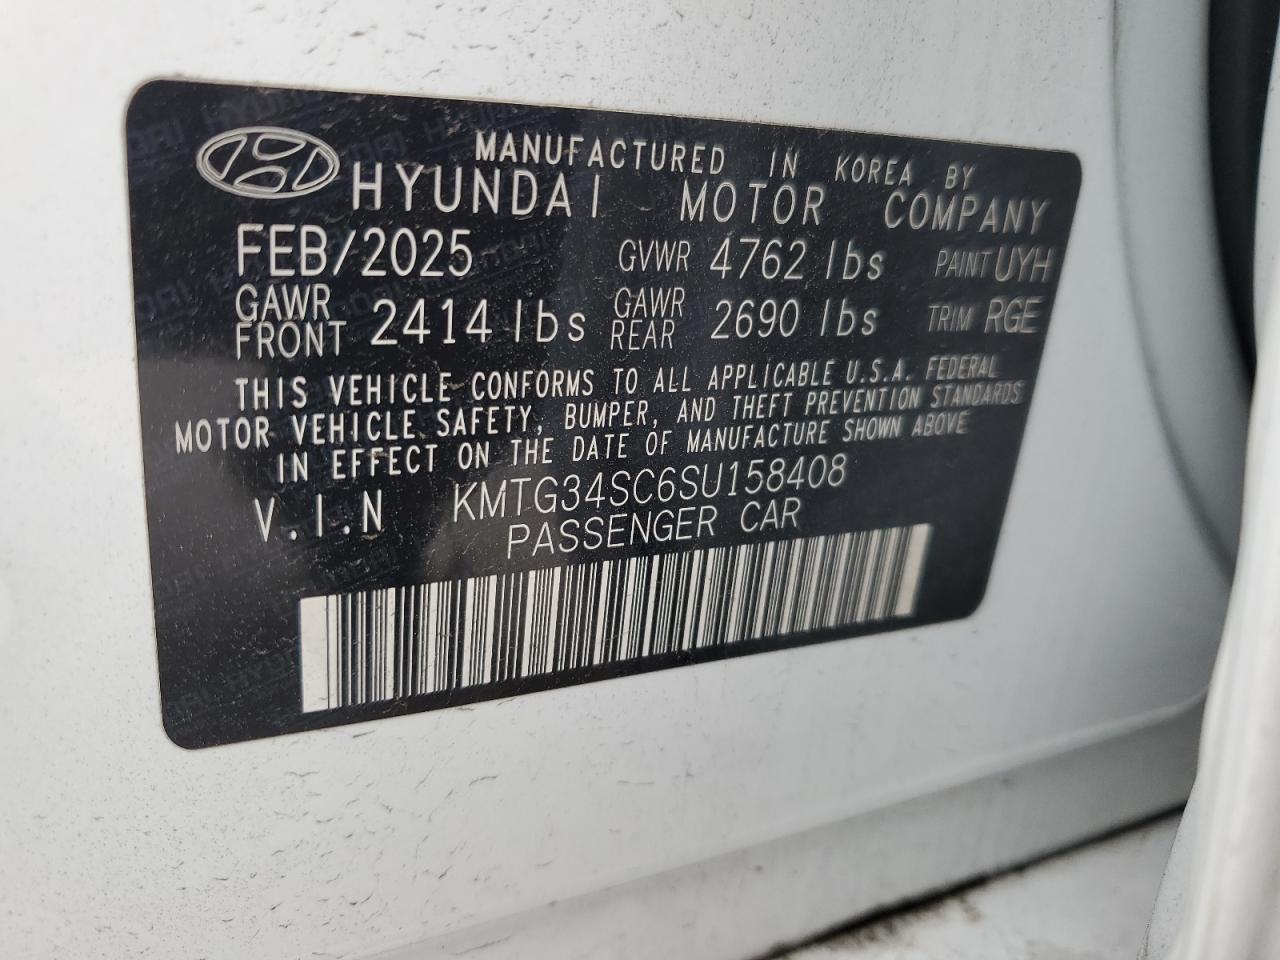 MANUFACTURED IN KOREA BY
HYUNDAI MOTOR COMPANY
FEB/2025 GVWR 4762 lbs PAINT UYH
GAWR FRONT 2414 lbs GAWR REAR 2690 lbs TRIM RGE
THIS VEHICLE CONFORMS TO ALL APPLICABLE U.S.A. FEDERAL
MOTOR VEHICLE SAFETY, BUMPER, AND THEFT PREVENTION STANDARDS
IN EFFECT ON THE DATE OF MANUFACTURE SHOWN ABOVE
V.I.N KMTG34SC6SU158408
PASSENGER CAR